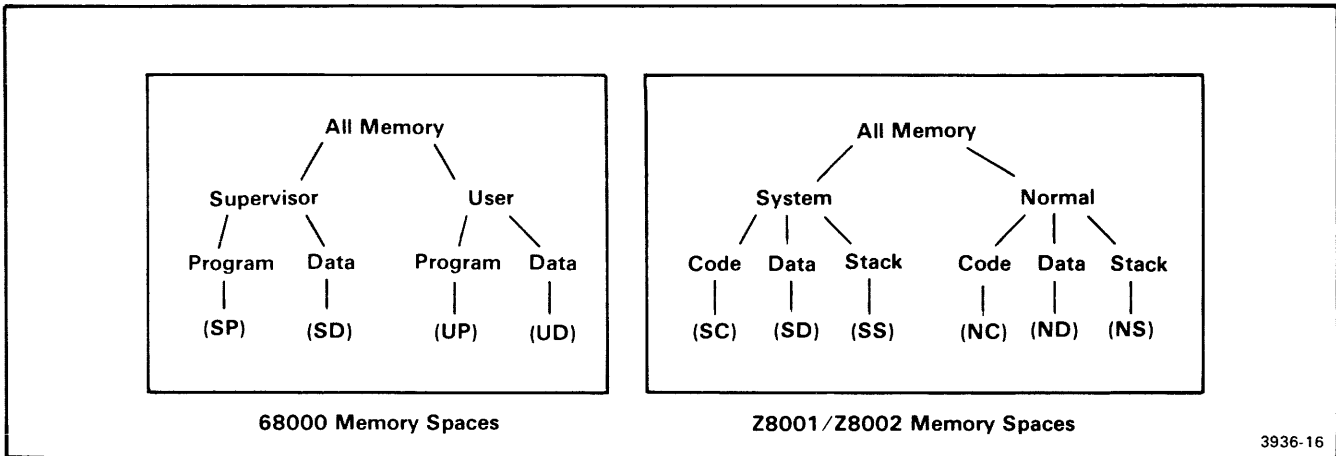 All Memory
Supervisor User
Program Data Program Data
(SP) (SD) (UP) (UD)
68000 Memory Spaces
All Memory
System Normal
Code Data Stack Code Data Stack
(SC) (SD) (SS) (NC) (ND) (NS)
Z8001/Z8002 Memory Spaces
3936-16